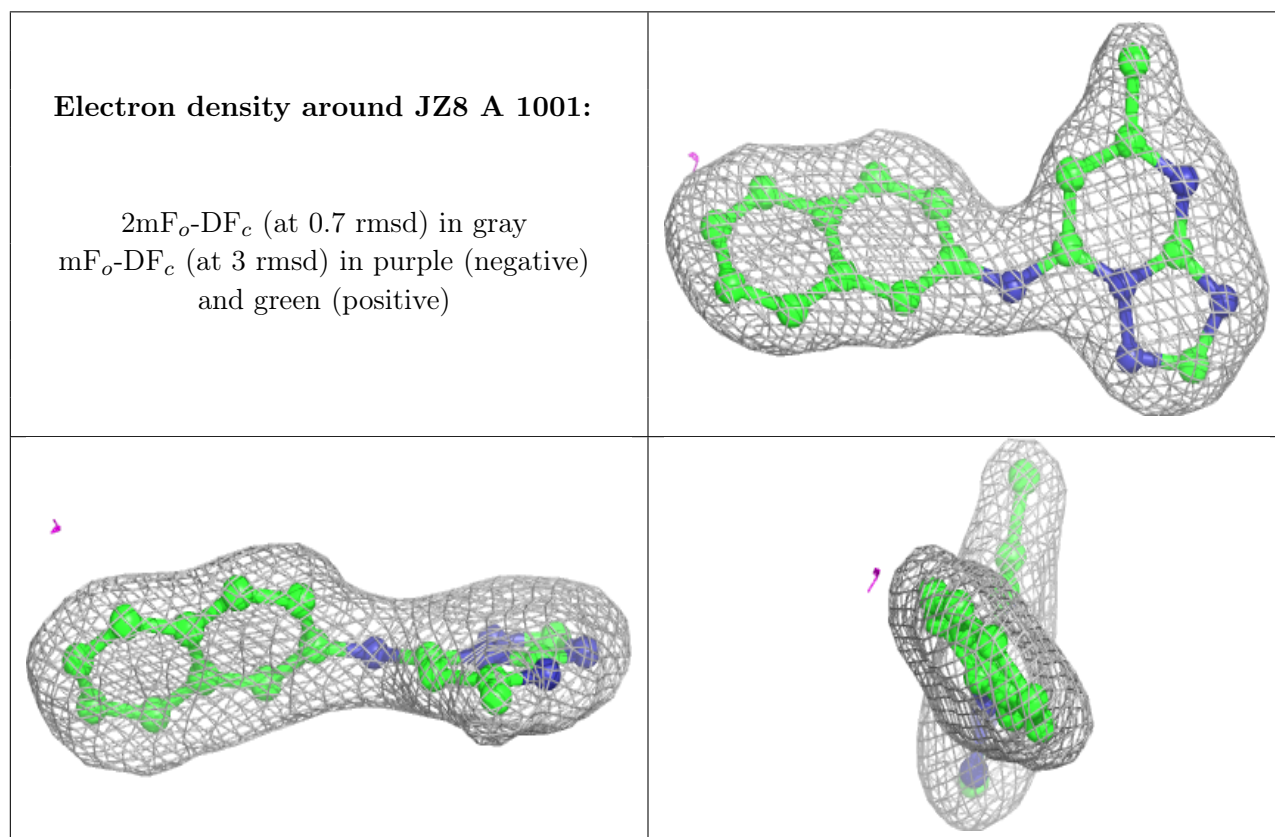 Electron density around JZ8 A 1001:
2mFo-DFc (at 0.7 rmsd) in gray
mFo-DFc (at 3 rmsd) in purple (negative)
and green (positive)